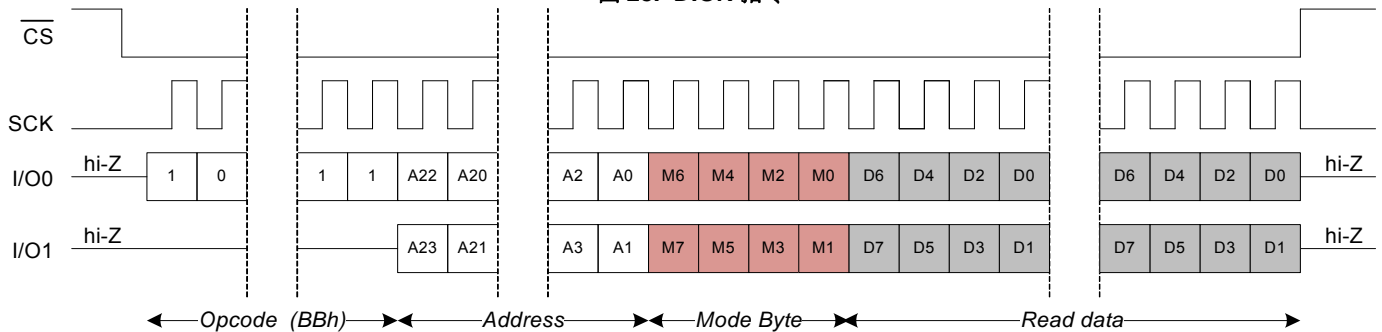 CS
SCK
I/O0 hi-Z 1 0 1 1 A22 A20 A2 A0 M6 M4 M2 M0 D6 D4 D2 D0 D6 D4 D2 D0 hi-Z
I/O1 hi-Z A23 A21 A3 A1 M7 M5 M3 M1 D7 D5 D3 D1 D7 D5 D3 D1 hi-Z
Opcode (BBh) Address Mode Byte Read data